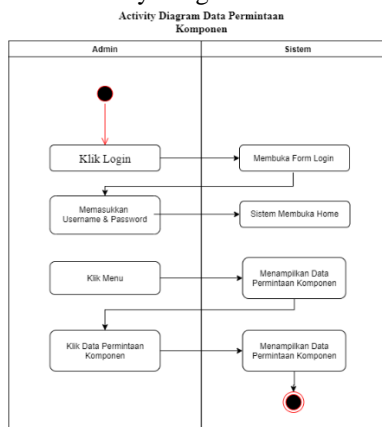 Activity Diagram Data Permintaan
Komponen
Admin
Sistem
Klik Login
Membuka Form Login
Memasukkan
Username & Password
Sistem Membuka Home
Klik Menu
Menampilkan Data
Permintaan Komponen
Klik Data Permintaan
Komponen
Menampilkan Data
Permintaan Komponen